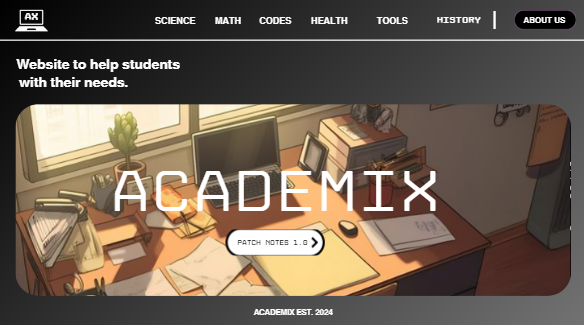 AX
SCIENCE MATH CODES HEALTH TOOLS HISTORY ABOUT US
Website to help students
with their needs.
ACADEMIX
PATCH NOTES 1.0
ACADEMIX EST. 2024